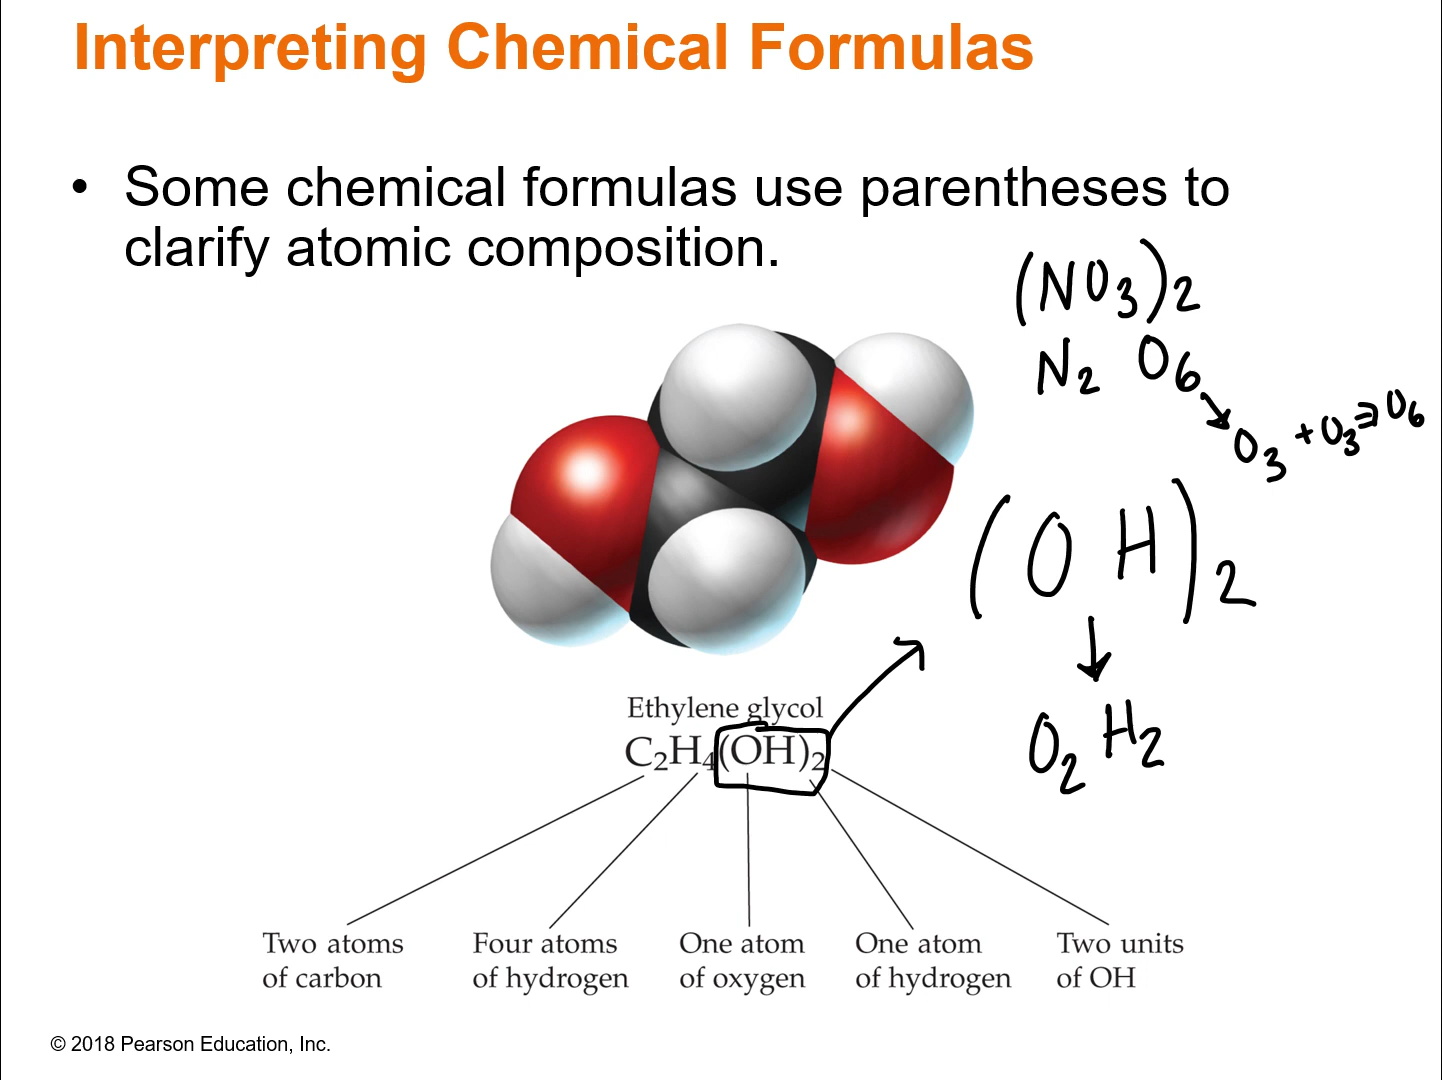 Interpreting Chemical Formulas
• Some chemical formulas use parentheses to
clarify atomic composition.
(NO₃)₂
N₂ O₆
O₃ + O₃ = O₆
(O H)₂
O₂ H₂
Ethylene glycol
C₂H₄(OH)₂
Two atoms
of carbon
Four atoms
of hydrogen
One atom
of oxygen
One atom
of hydrogen
Two units
of OH
© 2018 Pearson Education, Inc.